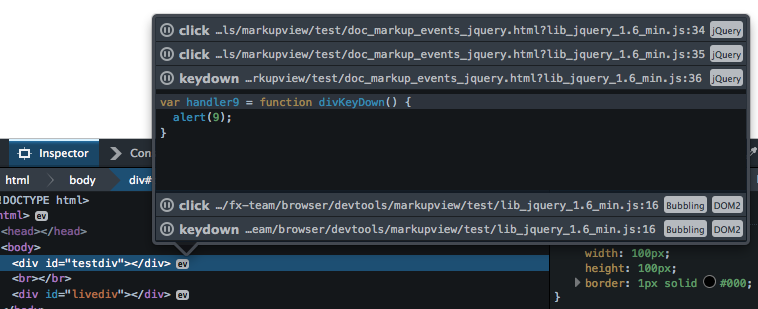 click …ls/markupview/test/doc_markup_events_jquery.html?lib_jquery_1.6_min.js:34 jQuery
click …ls/markupview/test/doc_markup_events_jquery.html?lib_jquery_1.6_min.js:35 jQuery
keydown …rkupview/test/doc_markup_events_jquery.html?lib_jquery_1.6_min.js:36 jQuery
var handler9 = function divKeyDown() {
alert(9);
}
click …/fx-team/browser/devtools/markupview/test/lib_jquery_1.6_min.js:16 Bubbling DOM2
keydown …eam/browser/devtools/markupview/test/lib_jquery_1.6_min.js:16 Bubbling DOM2
Inspector Con
html body div#
!DOCTYPE html>
html> ev
<head></head>
<body>
<div id="testdiv"></div> ev
<br></br>
<div id="livediv"></div> ev
</body>
width: 100px;
height: 100px;
border: 1px solid #000;
}